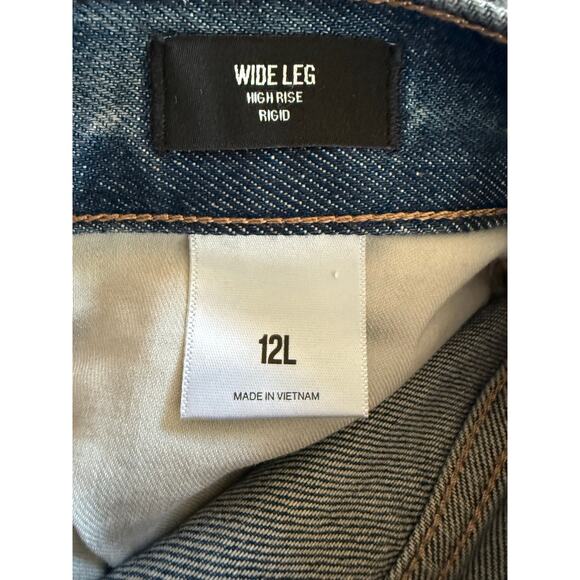 WIDE LEG
HIGH RISE
RIGID
12L
MADE IN VIETNAM